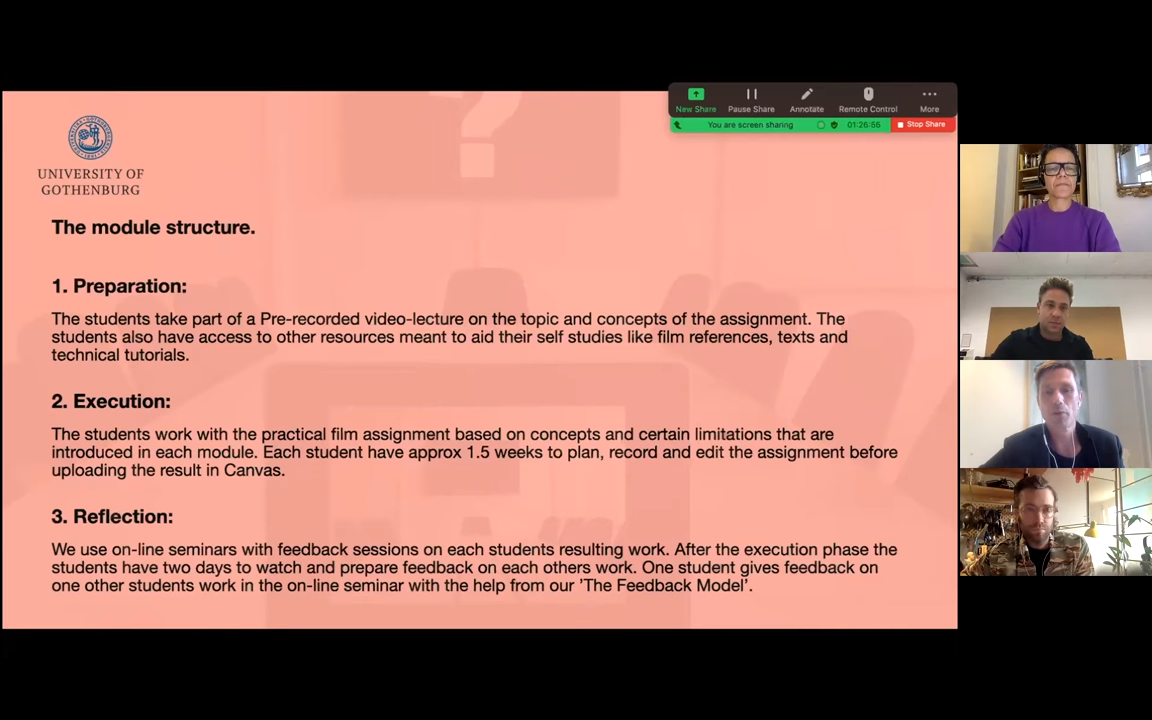 New Share
Pause Share
Annotate
Remote Control
More
You are screen sharing
01:26:56
Stop Share
UNIVERSITY OF
GOTHENBURG
The module structure.
1. Preparation:
The students take part of a Pre-recorded video-lecture on the topic and concepts of the assignment. The
students also have access to other resources meant to aid their self studies like film references, texts and
technical tutorials.
2. Execution:
The students work with the practical film assignment based on concepts and certain limitations that are
introduced in each module. Each student have approx 1.5 weeks to plan, record and edit the assignment before
uploading the result in Canvas.
3. Reflection:
We use on-line seminars with feedback sessions on each students resulting work. After the execution phase the
students have two days to watch and prepare feedback on each others work. One student gives feedback on
one other students work in the on-line seminar with the help from our 'The Feedback Model'.